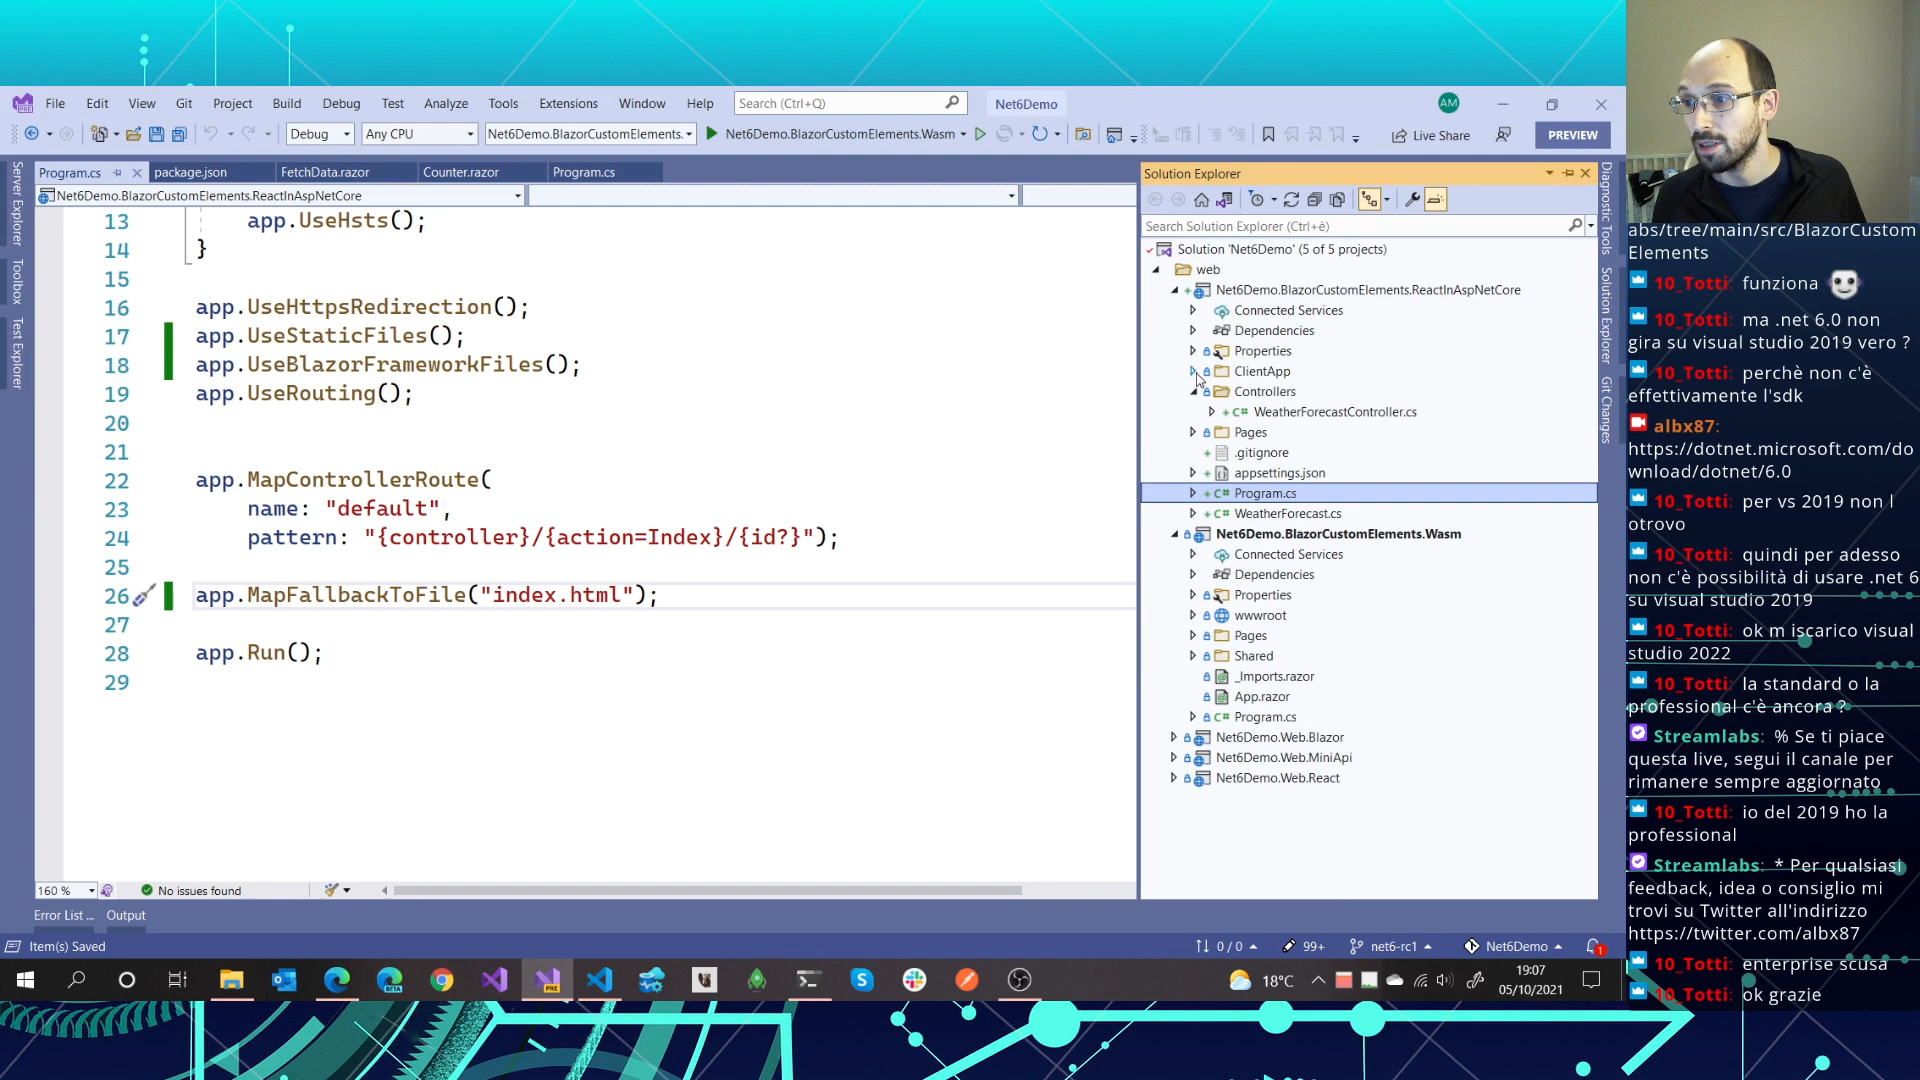 File Edit View Git Project Build Debug Test Analyze Tools Extensions Window Help Search (Ctrl+Q) Net6Demo AM
Debug Any CPU Net6Demo.BlazorCustomElements. Net6Demo.BlazorCustomElements.Wasm Live Share PREVIEW
Program.cs package.json FetchData.razor Counter.razor Program.cs
Net6Demo.BlazorCustomElements.ReactInAspNetCore
Server Explorer
Toolbox
Test Explorer
13 app.UseHsts();
14 }
15
16 app.UseHttpsRedirection();
17 app.UseStaticFiles();
18 app.UseBlazorFrameworkFiles();
19 app.UseRouting();
20
21
22 app.MapControllerRoute(
23 name: "default",
24 pattern: "{controller}/{action=Index}/{id?}");
25
26 app.MapFallbackToFile("index.html");
27
28 app.Run();
29
160 % No issues found
Error List ... Output
Solution Explorer
Search Solution Explorer (Ctrl+è)
Solution 'Net6Demo' (5 of 5 projects)
web
Net6Demo.BlazorCustomElements.ReactInAspNetCore
Connected Services
Dependencies
Properties
ClientApp
Controllers
C# WeatherForecastController.cs
Pages
.gitignore
appsettings.json
C# Program.cs
C# WeatherForecast.cs
Net6Demo.BlazorCustomElements.Wasm
Connected Services
Dependencies
Properties
wwwroot
Pages
Shared
_Imports.razor
App.razor
C# Program.cs
Net6Demo.Web.Blazor
Net6Demo.Web.MiniApi
Net6Demo.Web.React
Diagnostic Tools
Solution Explorer
Git Changes
Item(s) Saved 0 / 0 99+ net6-rc1 Net6Demo 1
18°C 19:07
05/10/2021
abs/tree/main/src/BlazorCustom
Elements
10_Totti: funziona
10_Totti: ma .net 6.0 non
gira su visual studio 2019 vero ?
10_Totti: perchè non c'è
effettivamente l'sdk
albx87:
https://dotnet.microsoft.com/do
wnload/dotnet/6.0
10_Totti: per vs 2019 non l
otrovo
10_Totti: quindi per adesso
non c'è possibilità di usare .net 6
su visual studio 2019
10_Totti: ok m iscarico visual
studio 2022
10_Totti: la standard o la
professional c'è ancora ?
Streamlabs: % Se ti piace
questa live, segui il canale per
rimanere sempre aggiornato
10_Totti: io del 2019 ho la
professional
Streamlabs: * Per qualsiasi
feedback, idea o consiglio mi
trovi su Twitter all'indirizzo
https://twitter.com/albx87
10_Totti: enterprise scusa
10_Totti: ok grazie